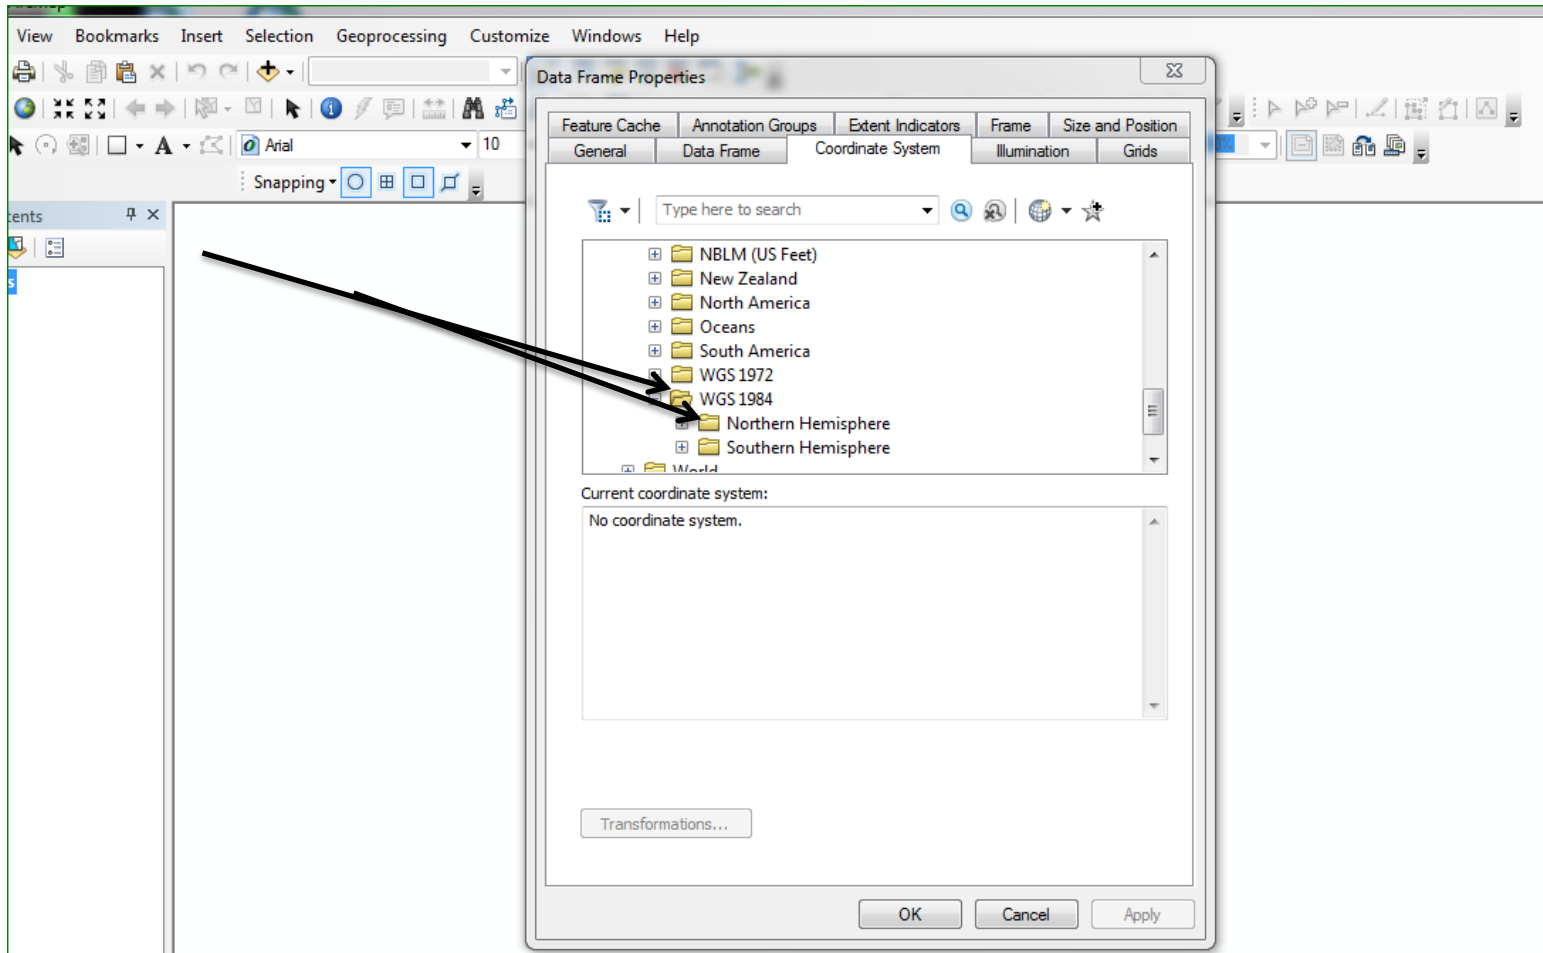 View Bookmarks Insert Selection Geoprocessing Customize Windows Help
Data Frame Properties
Feature Cache Annotation Groups Extent Indicators Frame Size and Position
Arial 10
General Data Frame Coordinate System Illumination Grids
Snapping
Type here to search
NBLM (US Feet)
New Zealand
North America
Oceans
South America
WGS 1972
WGS 1984
Northern Hemisphere
Southern Hemisphere
World
Current coordinate system:
No coordinate system.
Transformations...
OK Cancel Apply